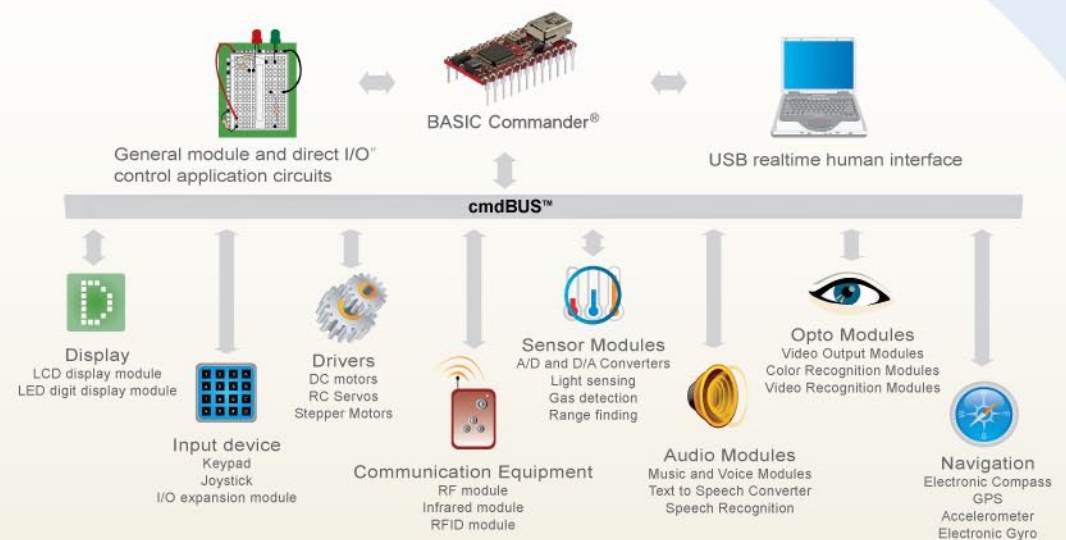 BASIC Commander®
General module and direct I/O"
control application circuits
USB realtime human interface
cmdBUS™
Display
LCD display module
LED digit display module
Input device
Keypad
Joystick
I/O expansion module
Drivers
DC motors
RC Servos
Stepper Motors
Communication Equipment
RF module
Infrared module
RFID module
Sensor Modules
A/D and D/A Converters
Light sensing
Gas detection
Range finding
Audio Modules
Music and Voice Modules
Text to Speech Converter
Speech Recognition
Opto Modules
Video Output Modules
Color Recognition Modules
Video Recognition Modules
Navigation
Electronic Compass
GPS
Accelerometer
Electronic Gyro